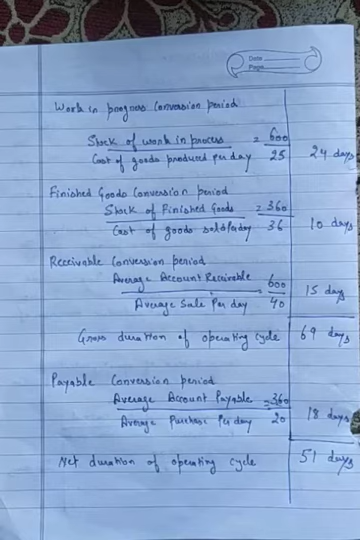 Date
Page
Work in progress Conversion period
Stock of work in process = 600
Cost of goods produced per day 25 24 days
Finished Goods Conversion period
Stock of Finished Goods = 360
Cost of goods sold per day 36 10 days
Receivable Conversion period
Average Account Receivable 600
Average Sale Per day 40 15 days
Gross duration of operating cycle 69 days
Payable Conversion period
Average Account Payable = 360
Average Purchase Per day 20 18 days
Net duration of operating cycle 51 days